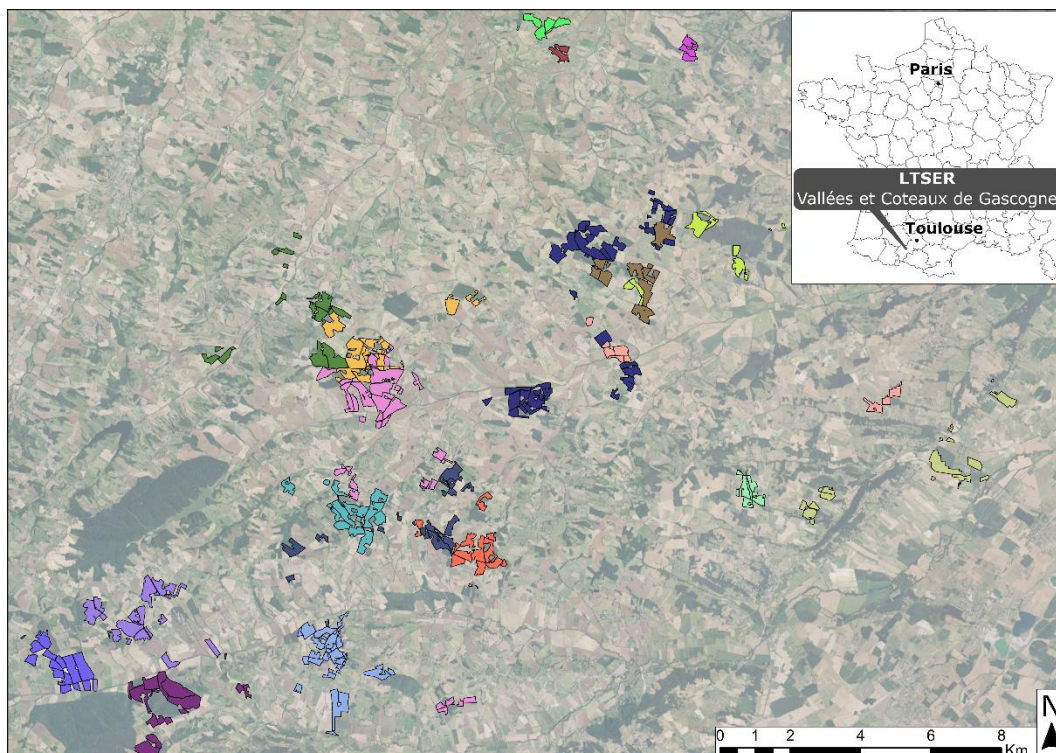 Paris
LTSER
Vallées et Coteaux de Gascogne
Toulouse
N
0 1 2 4 6 8
Km